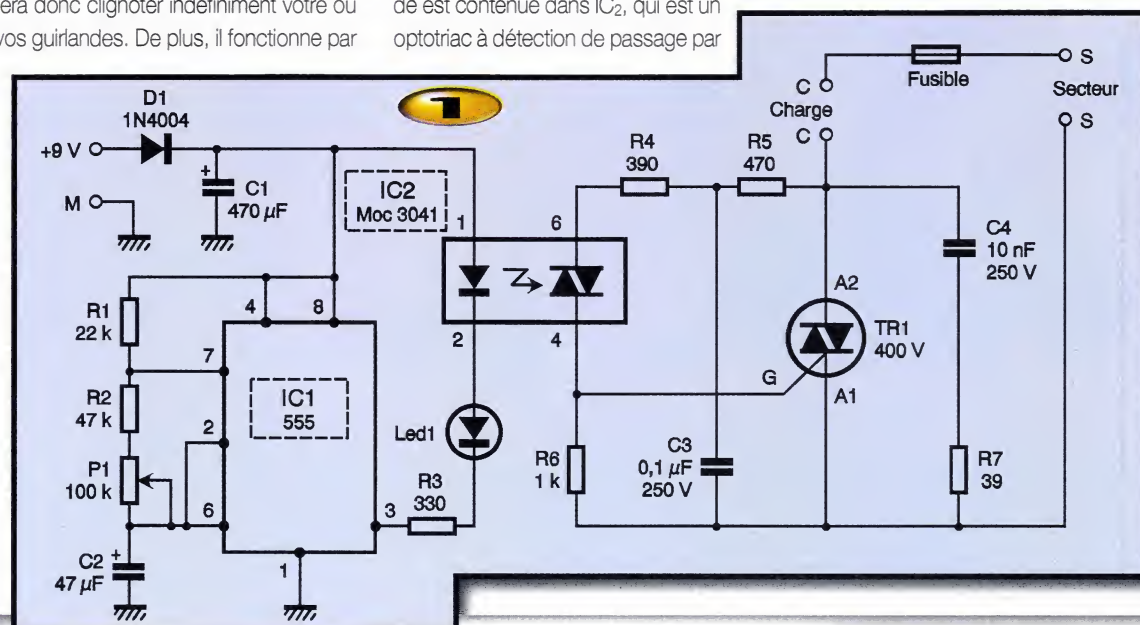 era donc clignoter indéfiniment votre ou
vos guirlandes. De plus, il fonctionne par
de est contenue dans IC₂, qui est un
optotriac à détection de passage par
1
D1
1N4004
+9 V
M
+
C1
470 µF
IC2
Moc 3041
1
6
2
4
R4
390
R5
470
C
Charge
C
Fusible
S
Secteur
S
C4
10 nF
250 V
A2
TR1
400 V
G
A1
R1
22 k
4
8
7
R2
47 k
2
IC1
555
P1
100 k
6
3
1
C2
+
47 µF
Led1
R3
330
R6
1 k
C3
0,1 µF
250 V
R7
39